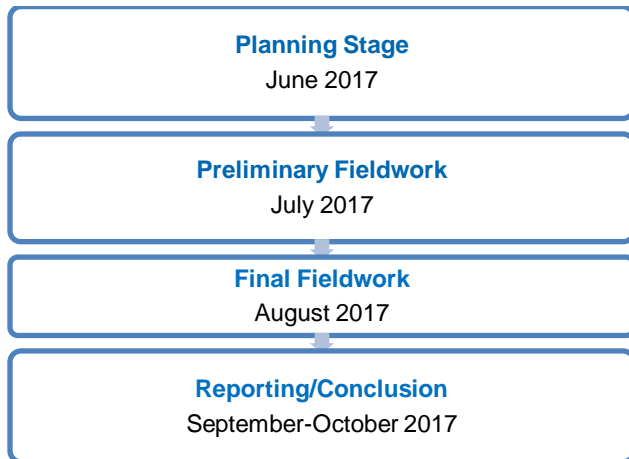 Planning Stage
June 2017
Preliminary Fieldwork
July 2017
Final Fieldwork
August 2017
Reporting/Conclusion
September-October 2017